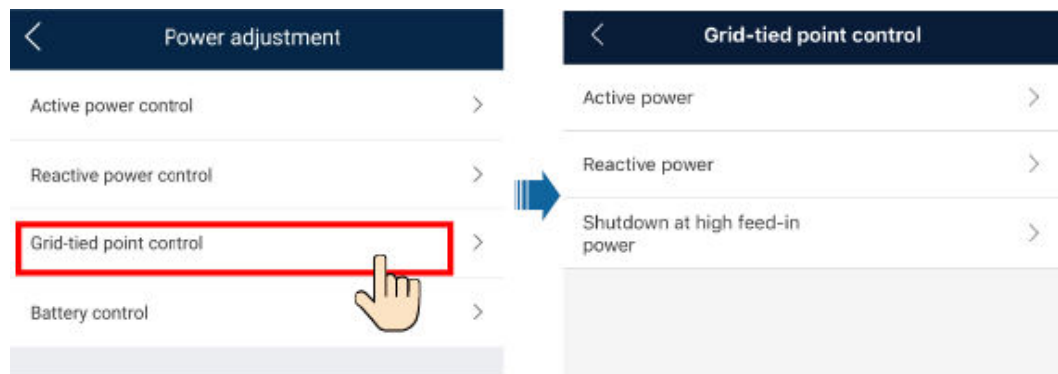 Power adjustment
Active power control
Reactive power control
Grid-tied point control
Battery control
Grid-tied point control
Active power
Reactive power
Shutdown at high feed-in
power